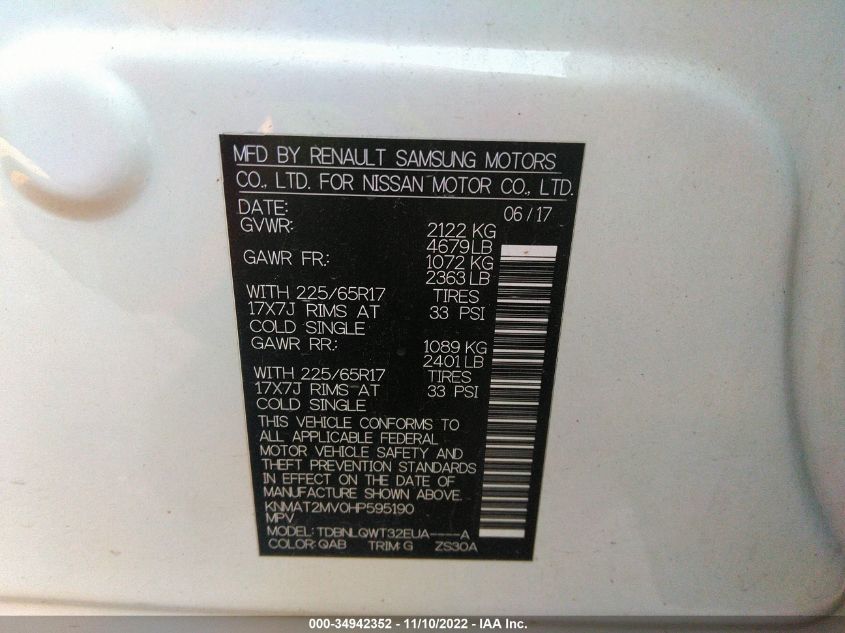 MFD BY RENAULT SAMSUNG MOTORS
CO., LTD. FOR NISSAN MOTOR CO., LTD.
DATE: 06/17
GVWR: 2122 KG
4679LB
GAWR FR.: 1072 KG
2363 LB
WITH 225/65R17 TIRES
17X7J RIMS AT 33 PSI
COLD SINGLE
GAWR RR.: 1089 KG
2401 LB
WITH 225/65R17 TIRES
17X7J RIMS AT 33 PSI
COLD SINGLE
THIS VEHICLE CONFORMS TO
ALL APPLICABLE FEDERAL
MOTOR VEHICLE SAFETY AND
THEFT PREVENTION STANDARDS
IN EFFECT ON THE DATE OF
MANUFACTURE SHOWN ABOVE.
KNMAT2MV0HP595190
MPV
MODEL: TDBNLQWT32EUA----A
COLOR: QAB TRIM: G ZS30A
000-34942352 - 11/10/2022 - IAA Inc.